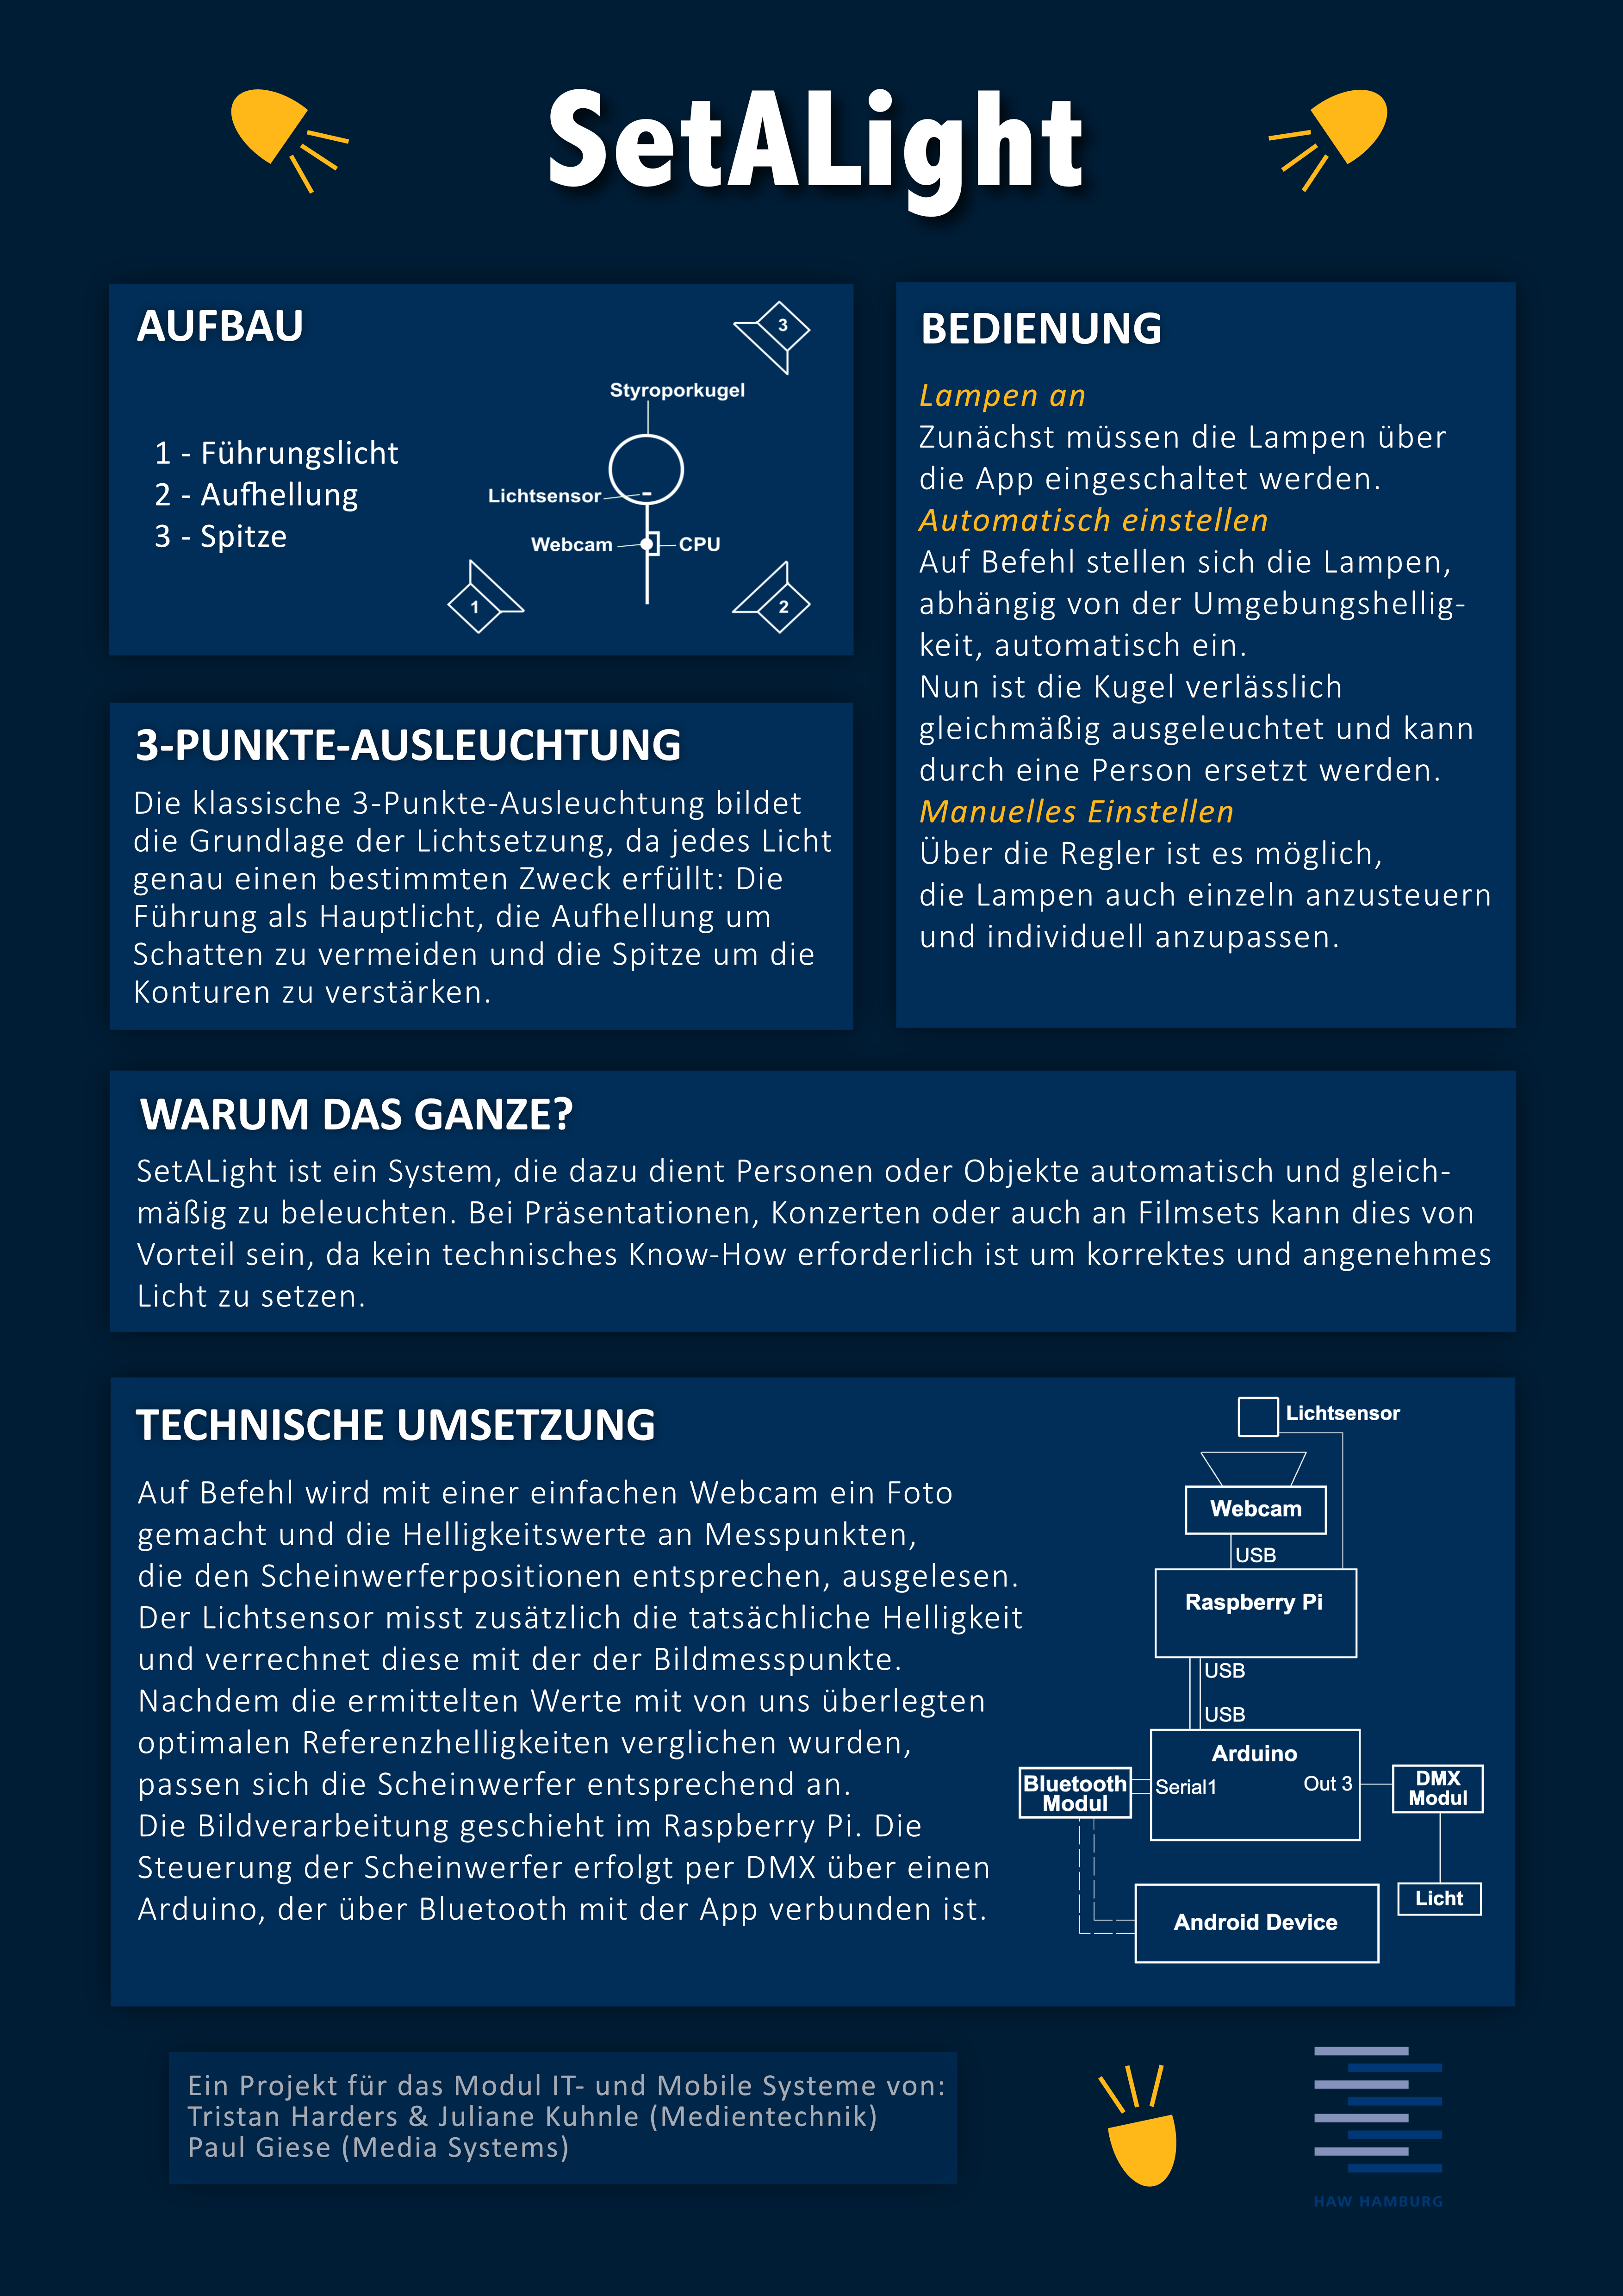 SetALight
AUFBAU
1 - Führungslicht
2 - Aufhellung
3 - Spitze
3
Styroporkugel
Lichtsensor
Webcam
CPU
1
2
3-PUNKTE-AUSLEUCHTUNG
Die klassische 3-Punkte-Ausleuchtung bildet
die Grundlage der Lichtsetzung, da jedes Licht
genau einen bestimmten Zweck erfüllt: Die
Führung als Hauptlicht, die Aufhellung um
Schatten zu vermeiden und die Spitze um die
Konturen zu verstärken.
BEDIENUNG
Lampen an
Zunächst müssen die Lampen über
die App eingeschaltet werden.
Automatisch einstellen
Auf Befehl stellen sich die Lampen,
abhängig von der Umgebungshellig-
keit, automatisch ein.
Nun ist die Kugel verlässlich
gleichmäßig ausgeleuchtet und kann
durch eine Person ersetzt werden.
Manuelles Einstellen
Über die Regler ist es möglich,
die Lampen auch einzeln anzusteuern
und individuell anzupassen.
WARUM DAS GANZE?
SetALight ist ein System, die dazu dient Personen oder Objekte automatisch und gleich-
mäßig zu beleuchten. Bei Präsentationen, Konzerten oder auch an Filmsets kann dies von
Vorteil sein, da kein technisches Know-How erforderlich ist um korrektes und angenehmes
Licht zu setzen.
TECHNISCHE UMSETZUNG
Auf Befehl wird mit einer einfachen Webcam ein Foto
gemacht und die Helligkeitswerte an Messpunkten,
die den Scheinwerferpositionen entsprechen, ausgelesen.
Der Lichtsensor misst zusätzlich die tatsächliche Helligkeit
und verrechnet diese mit der der Bildmesspunkte.
Nachdem die ermittelten Werte mit von uns überlegten
optimalen Referenzhelligkeiten verglichen wurden,
passen sich die Scheinwerfer entsprechend an.
Die Bildverarbeitung geschieht im Raspberry Pi. Die
Steuerung der Scheinwerfer erfolgt per DMX über einen
Arduino, der über Bluetooth mit der App verbunden ist.
Lichtsensor
Webcam
USB
Raspberry Pi
USB
USB
Arduino
Serial1
Out 3
Bluetooth
Modul
DMX
Modul
Licht
Android Device
Ein Projekt für das Modul IT- und Mobile Systeme von:
Tristan Harders & Juliane Kuhnle (Medientechnik)
Paul Giese (Media Systems)
HAW HAMBURG